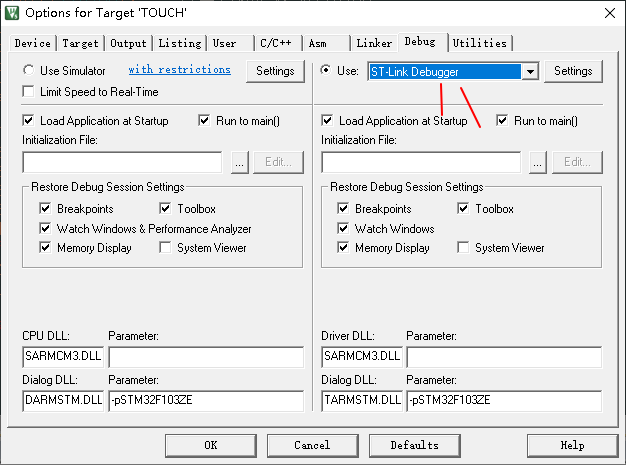 Options for Target 'TOUCH'
Device Target Output Listing User C/C++ Asm Linker Debug Utilities
Use Simulator with restrictions Settings Use: ST-Link Debugger Settings
Limit Speed to Real-Time
Load Application at Startup Run to main() Load Application at Startup Run to main()
Initialization File: Initialization File:
... Edit... ... Edit...
Restore Debug Session Settings Restore Debug Session Settings
Breakpoints Toolbox Breakpoints Toolbox
Watch Windows & Performance Analyzer Watch Windows
Memory Display System Viewer Memory Display System Viewer
CPU DLL: Parameter: Driver DLL: Parameter:
SARMCM3.DLL SARMCM3.DLL
Dialog DLL: Parameter: Dialog DLL: Parameter:
DARMSTM.DLL -pSTM32F103ZE TARMSTM.DLL -pSTM32F103ZE
OK Cancel Defaults Help